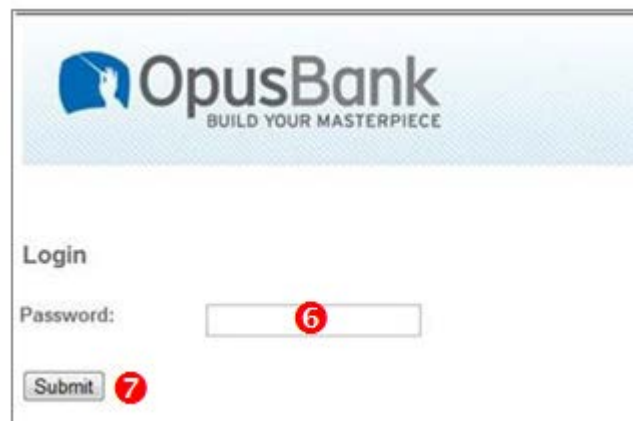 OpusBank
BUILD YOUR MASTERPIECE
Login
Password: 6
Submit 7